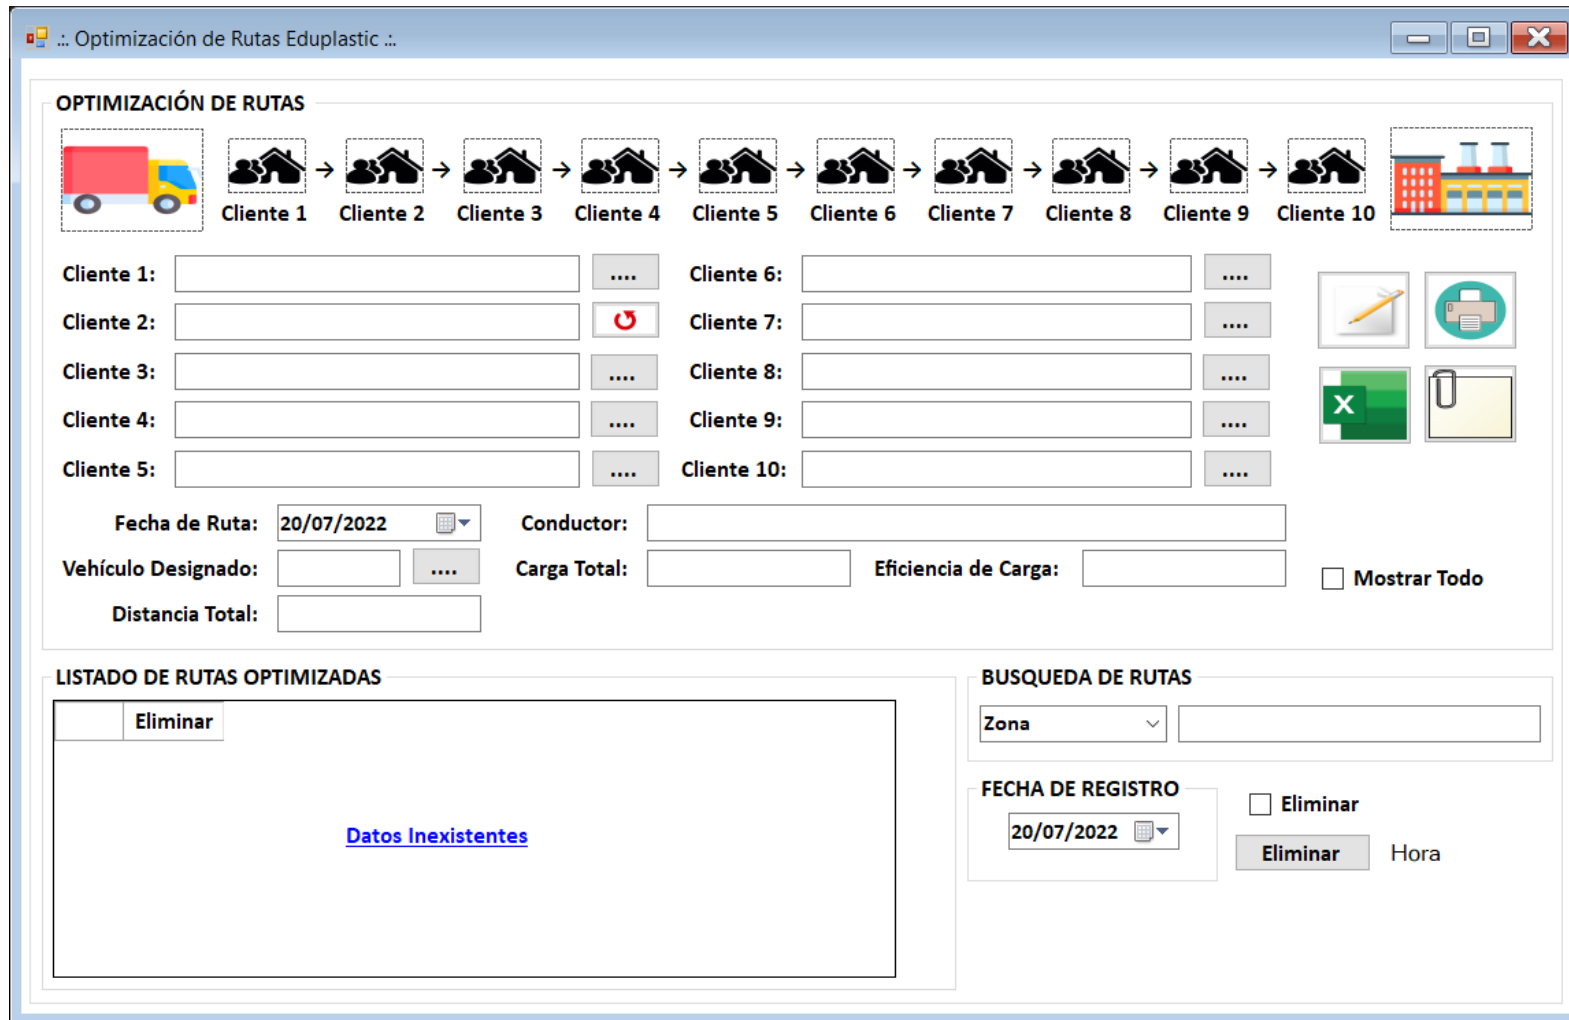 .:. Optimización de Rutas Eduplastic .:.
OPTIMIZACIÓN DE RUTAS
→ → → → → → → → →
Cliente 1 Cliente 2 Cliente 3 Cliente 4 Cliente 5 Cliente 6 Cliente 7 Cliente 8 Cliente 9 Cliente 10
Cliente 1: .... Cliente 6: ....
Cliente 2: Cliente 7: ....
Cliente 3: .... Cliente 8: ....
Cliente 4: .... Cliente 9: ....
X
Cliente 5: .... Cliente 10: ....
Fecha de Ruta: 20/07/2022 Conductor:
Vehículo Designado: .... Carga Total: Eficiencia de Carga: Mostrar Todo
Distancia Total:
LISTADO DE RUTAS OPTIMIZADAS
Eliminar
Datos Inexistentes
BUSQUEDA DE RUTAS
Zona
FECHA DE REGISTRO
20/07/2022
Eliminar
Eliminar Hora